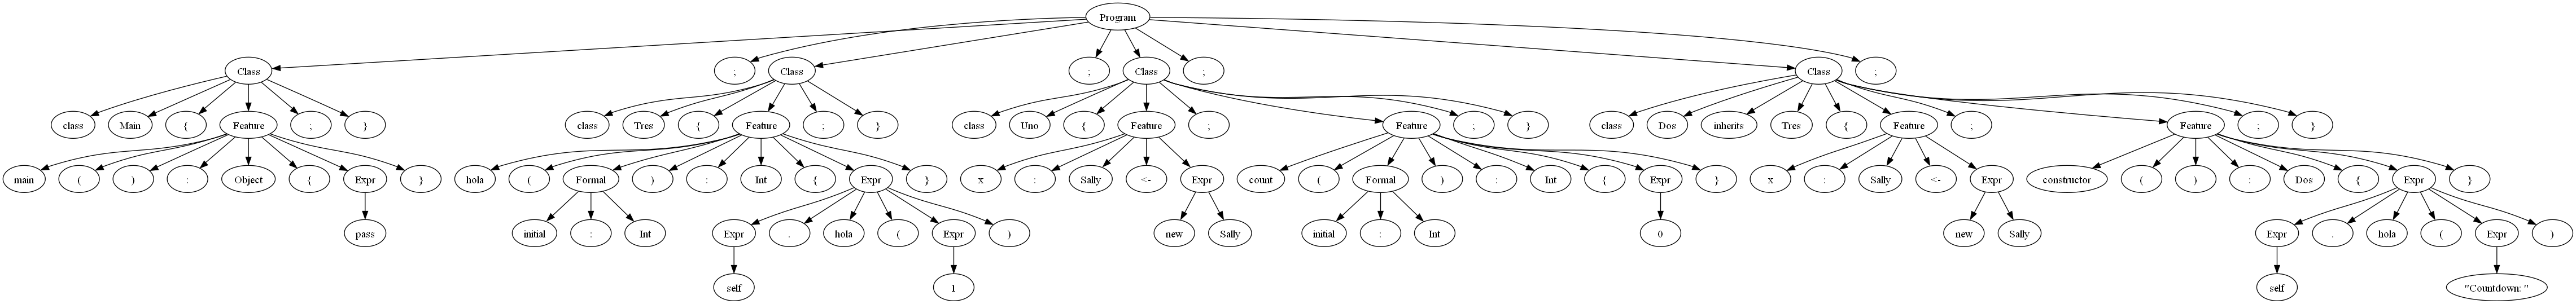 Program
Class ; Class ; Class ; Class ;
class Main { Feature ; } class Tres { Feature ; } class Uno { Feature ; Feature ; } class Dos inherits Tres { Feature ; Feature ; }
main ( ) : Object { Expr } hola ( Formal ) : Int { Expr } x : Sally <- Expr count ( Formal ) : Int { Expr } x : Sally <- Expr constructor ( ) : Dos { Expr }
pass initial : Int Expr . hola ( Expr ) new Sally initial : Int 0 new Sally Expr . hola ( Expr )
self 1 self "Countdown: "